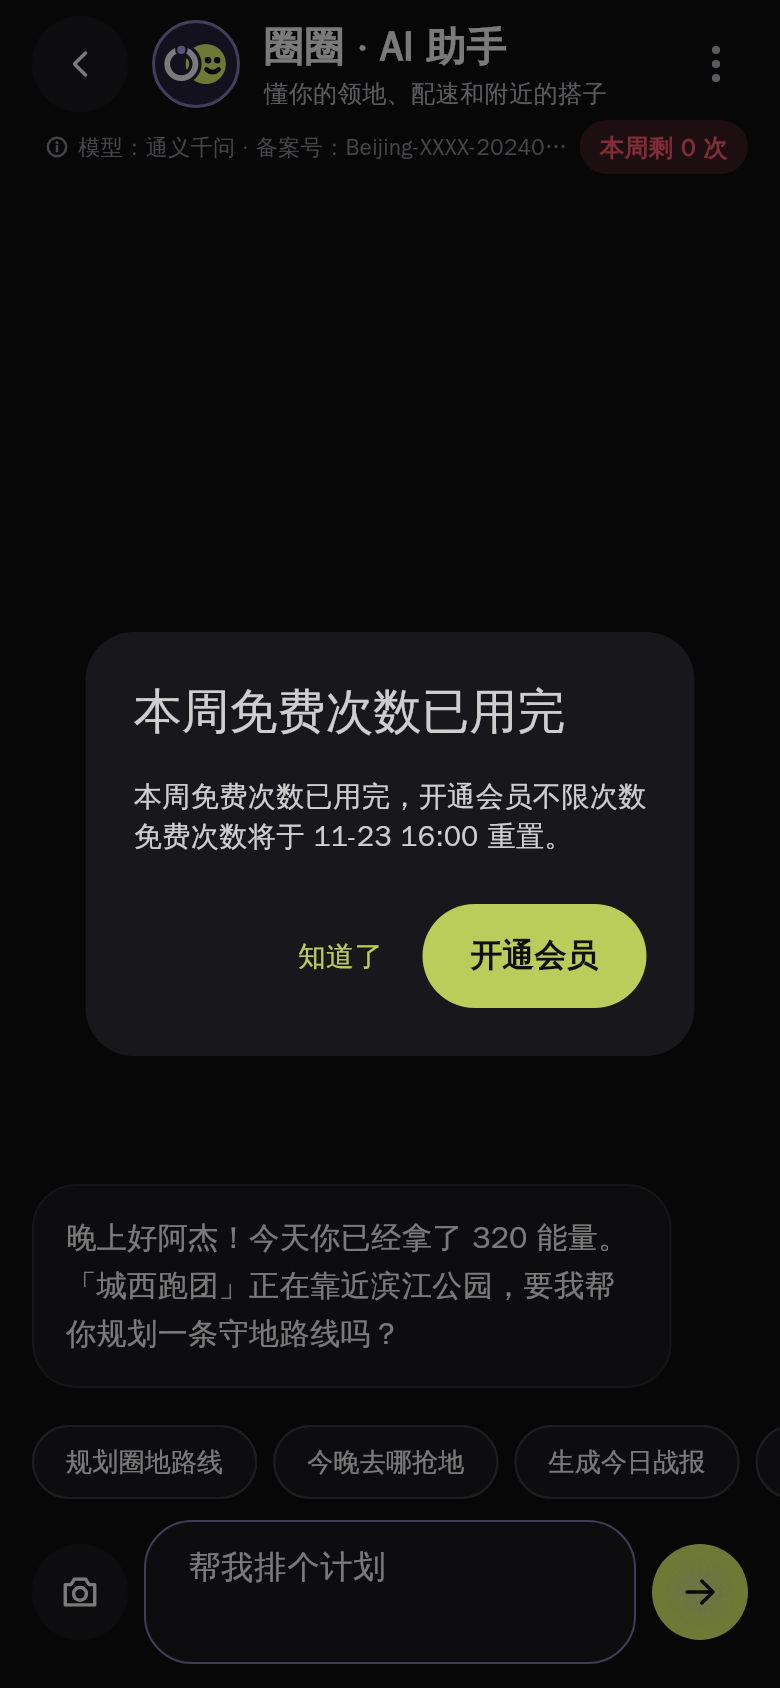 圈圈 · AI 助手
懂你的领地、配速和附近的搭子
模型：通义千问 · 备案号：Beijing-XXXX-20240…
本周剩 0 次
本周免费次数已用完
本周免费次数已用完，开通会员不限次数
免费次数将于 11-23 16:00 重置。
知道了
开通会员
晚上好阿杰！今天你已经拿了 320 能量。
「城西跑团」正在靠近滨江公园，要我帮
你规划一条守地路线吗？
规划圈地路线
今晚去哪抢地
生成今日战报
帮我排个计划